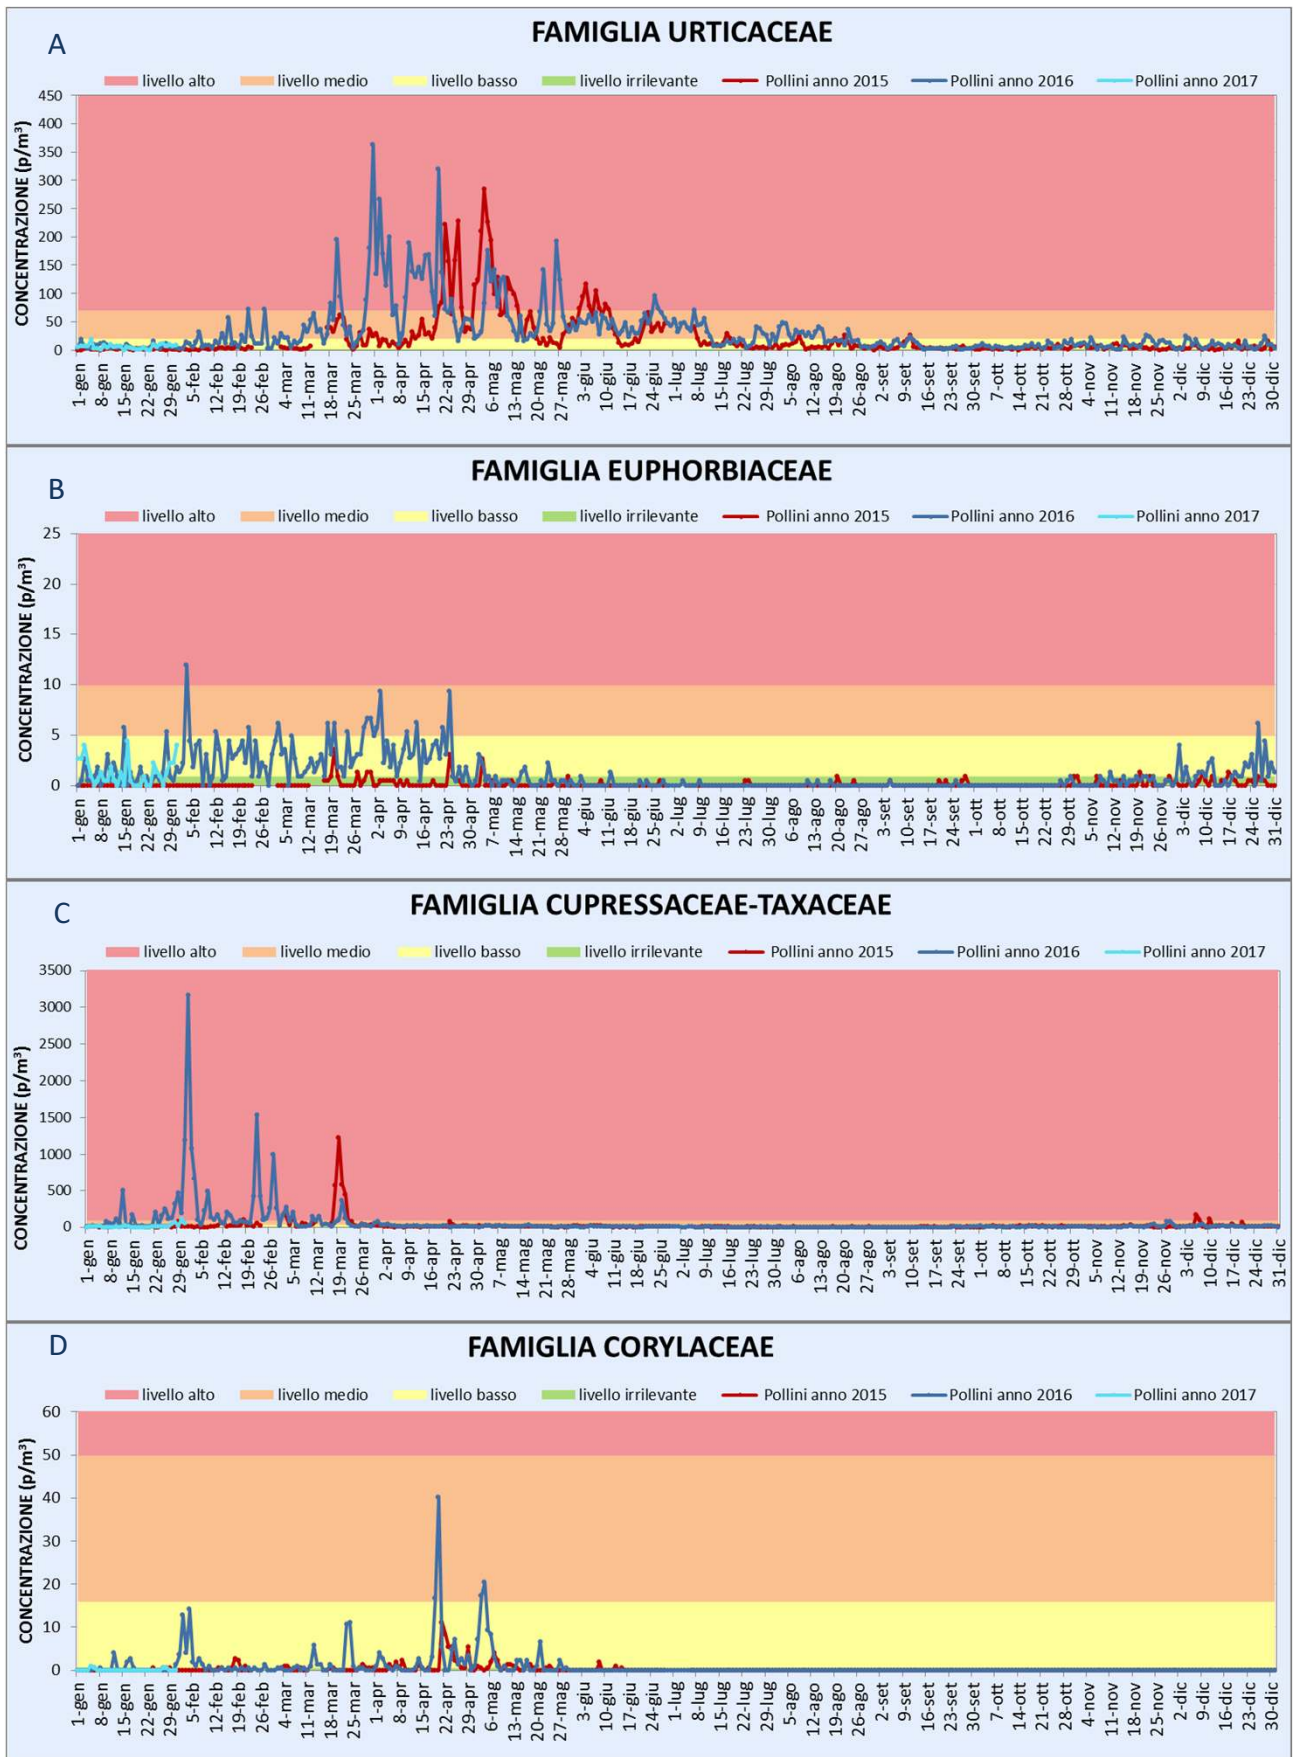 A
FAMIGLIA URTICACEAE
livello alto livello medio livello basso livello irrilevante Pollini anno 2015 Pollini anno 2016 Pollini anno 2017
CONCENTRAZIONE (p/m³)
450
400
350
300
250
200
150
100
50
0
1-gen 8-gen 15-gen 22-gen 29-gen 5-feb 12-feb 19-feb 26-feb 4-mar 11-mar 18-mar 25-mar 1-apr 8-apr 15-apr 22-apr 29-apr 6-mag 13-mag 20-mag 27-mag 3-giu 10-giu 17-giu 24-giu 1-lug 8-lug 15-lug 22-lug 29-lug 5-ago 12-ago 19-ago 26-ago 2-set 9-set 16-set 23-set 30-set 7-ott 14-ott 21-ott 28-ott 4-nov 11-nov 18-nov 25-nov 2-dic 9-dic 16-dic 23-dic 30-dic
B
FAMIGLIA EUPHORBIACEAE
livello alto livello medio livello basso livello irrilevante Pollini anno 2015 Pollini anno 2016 Pollini anno 2017
CONCENTRAZIONE (p/m³)
25
20
15
10
5
0
1-gen 8-gen 15-gen 22-gen 29-gen 5-feb 12-feb 19-feb 26-feb 5-mar 12-mar 19-mar 26-mar 2-apr 9-apr 16-apr 23-apr 30-apr 7-mag 14-mag 21-mag 28-mag 4-giu 11-giu 18-giu 25-giu 2-lug 9-lug 16-lug 23-lug 30-lug 6-ago 13-ago 20-ago 27-ago 3-set 10-set 17-set 24-set 1-ott 8-ott 15-ott 22-ott 29-ott 5-nov 12-nov 19-nov 26-nov 3-dic 10-dic 17-dic 24-dic 31-dic
C
FAMIGLIA CUPRESSACEAE-TAXACEAE
livello alto livello medio livello basso livello irrilevante Pollini anno 2015 Pollini anno 2016 Pollini anno 2017
CONCENTRAZIONE (p/m³)
3500
3000
2500
2000
1500
1000
500
0
1-gen 8-gen 15-gen 22-gen 29-gen 5-feb 12-feb 19-feb 26-feb 5-mar 12-mar 19-mar 26-mar 2-apr 9-apr 16-apr 23-apr 30-apr 7-mag 14-mag 21-mag 28-mag 4-giu 11-giu 18-giu 25-giu 2-lug 9-lug 16-lug 23-lug 30-lug 6-ago 13-ago 20-ago 27-ago 3-set 10-set 17-set 24-set 1-ott 8-ott 15-ott 22-ott 29-ott 5-nov 12-nov 19-nov 26-nov 3-dic 10-dic 17-dic 24-dic 31-dic
D
FAMIGLIA CORYLACEAE
livello alto livello medio livello basso livello irrilevante Pollini anno 2015 Pollini anno 2016 Pollini anno 2017
CONCENTRAZIONE (p/m³)
60
50
40
30
20
10
0
1-gen 8-gen 15-gen 22-gen 29-gen 5-feb 12-feb 19-feb 26-feb 4-mar 11-mar 18-mar 25-mar 1-apr 8-apr 15-apr 22-apr 29-apr 6-mag 13-mag 20-mag 27-mag 3-giu 10-giu 17-giu 24-giu 1-lug 8-lug 15-lug 22-lug 29-lug 5-ago 12-ago 19-ago 26-ago 2-set 9-set 16-set 23-set 30-set 7-ott 14-ott 21-ott 28-ott 4-nov 11-nov 18-nov 25-nov 2-dic 9-dic 16-dic 23-dic 30-dic